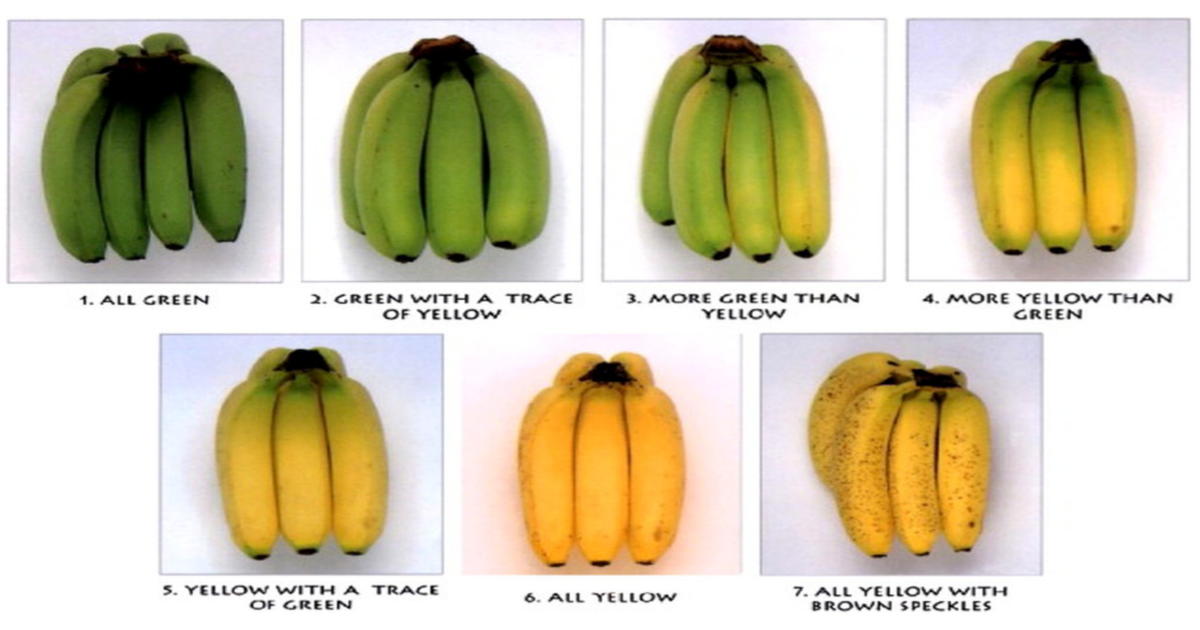 1. ALL GREEN
2. GREEN WITH A TRACE
OF YELLOW
3. MORE GREEN THAN
YELLOW
4. MORE YELLOW THAN
GREEN
5. YELLOW WITH A TRACE
OF GREEN
6. ALL YELLOW
7. ALL YELLOW WITH
BROWN SPECKLES